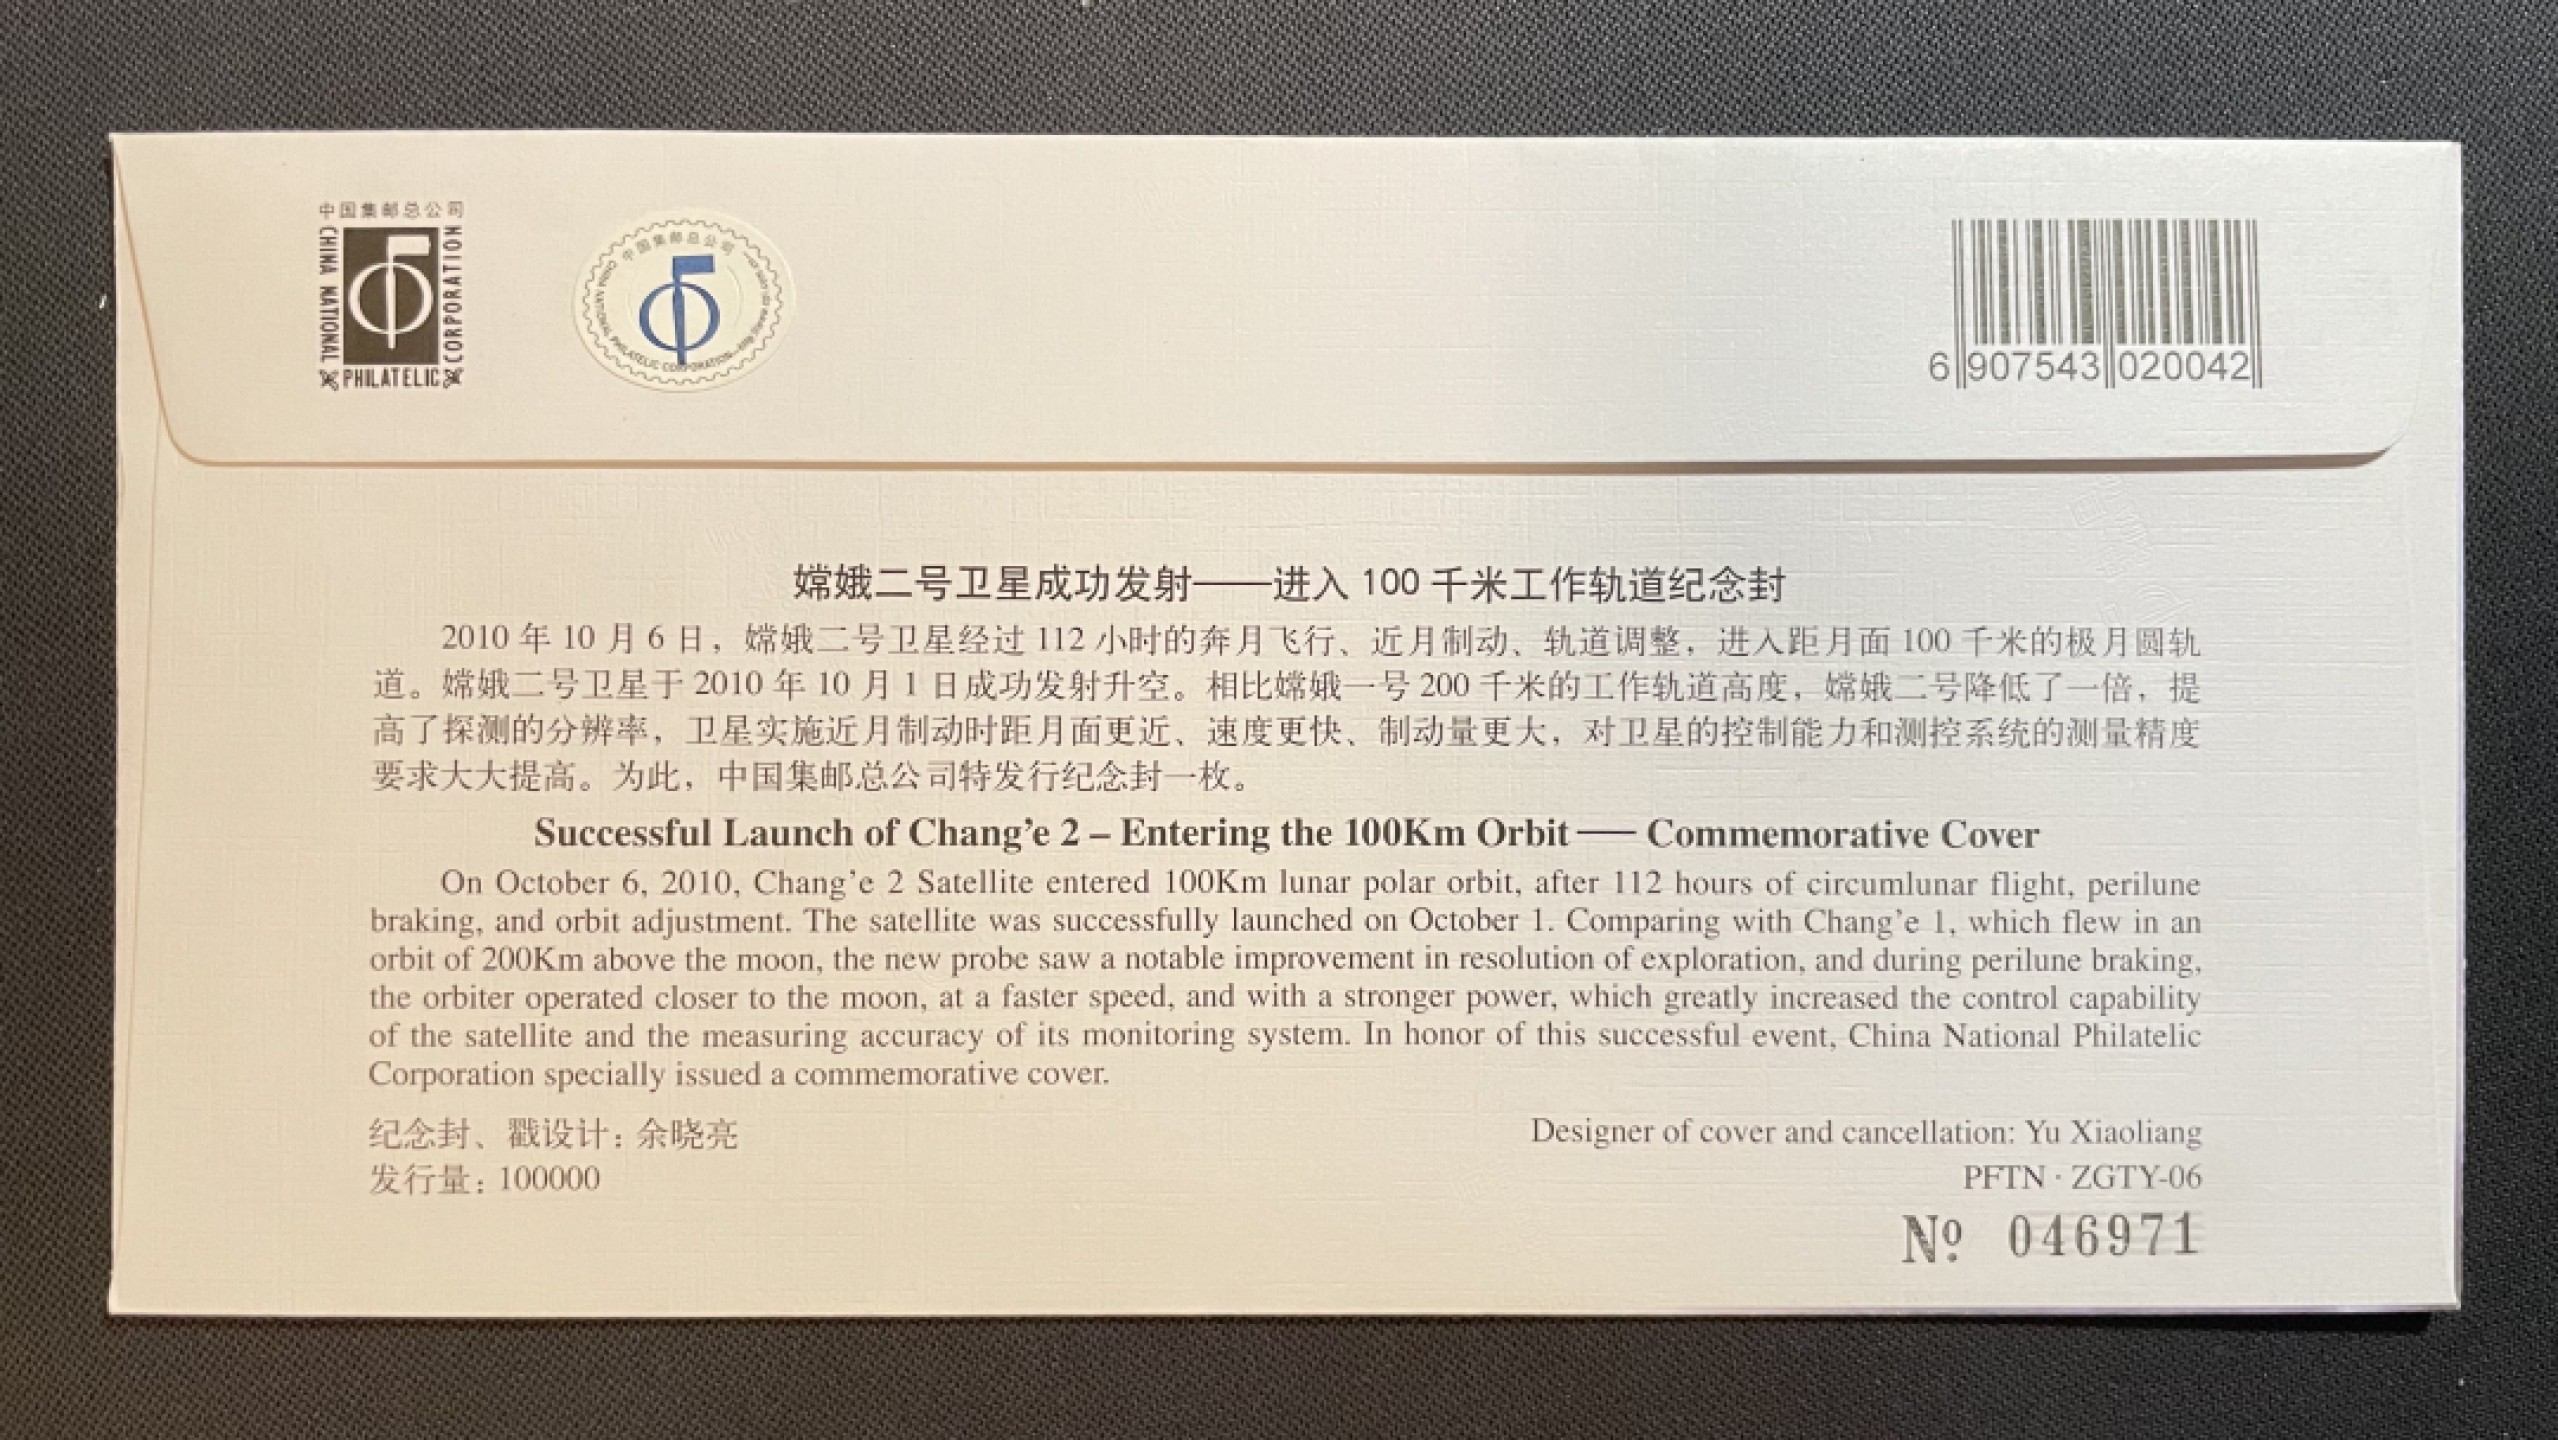 中国集邮总公司
CHINA NATIONAL
PHILATELIC
CORPORATION
中国集邮总公司
CHINA NATIONAL PHILATELIC CORPORATION
6 907543 020042
嫦娥二号卫星成功发射——进入 100 千米工作轨道纪念封
2010 年 10 月 6 日，嫦娥二号卫星经过 112 小时的奔月飞行、近月制动、轨道调整，进入距月面 100 千米的极月圆轨
道。嫦娥二号卫星于 2010 年 10 月 1 日成功发射升空。相比嫦娥一号 200 千米的工作轨道高度，嫦娥二号降低了一倍，提
高了探测的分辨率，卫星实施近月制动时距月面更近、速度更快、制动量更大，对卫星的控制能力和测控系统的测量精度
要求大大提高。为此，中国集邮总公司特发行纪念封一枚。
Successful Launch of Chang’e 2 – Entering the 100Km Orbit —— Commemorative Cover
On October 6, 2010, Chang’e 2 Satellite entered 100Km lunar polar orbit, after 112 hours of circumlunar flight, perilune
braking, and orbit adjustment. The satellite was successfully launched on October 1. Comparing with Chang’e 1, which flew in an
orbit of 200Km above the moon, the new probe saw a notable improvement in resolution of exploration, and during perilune braking,
the orbiter operated closer to the moon, at a faster speed, and with a stronger power, which greatly increased the control capability
of the satellite and the measuring accuracy of its monitoring system. In honor of this successful event, China National Philatelic
Corporation specially issued a commemorative cover.
纪念封、戳设计：余晓亮
Designer of cover and cancellation: Yu Xiaoliang
发行量：100000
PFTN · ZGTY-06
Nº 046971